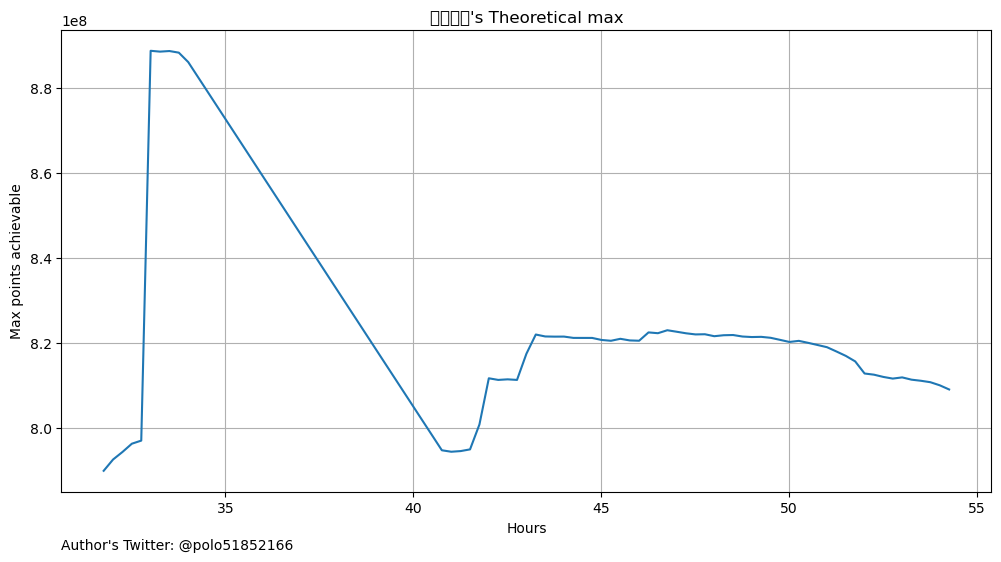 's Theoretical max
1e8
8.8
8.6
8.4
8.2
8.0
Max points achievable
35
40
45
50
55
Hours
Author's Twitter: @polo51852166